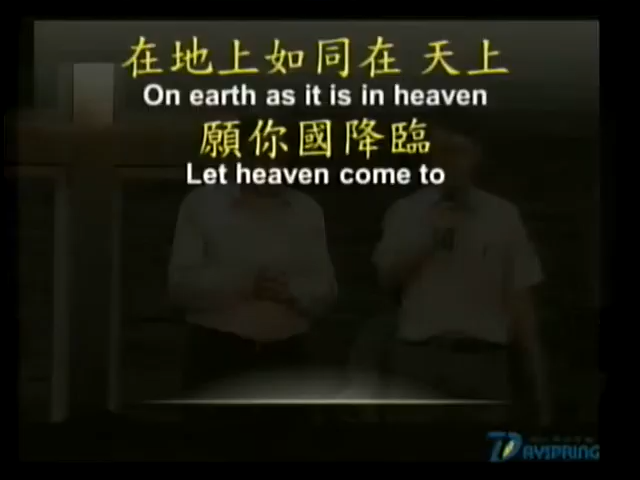 在地上如同在 天上
On earth as it is in heaven
願你國降臨
Let heaven come to
DAYSPRING